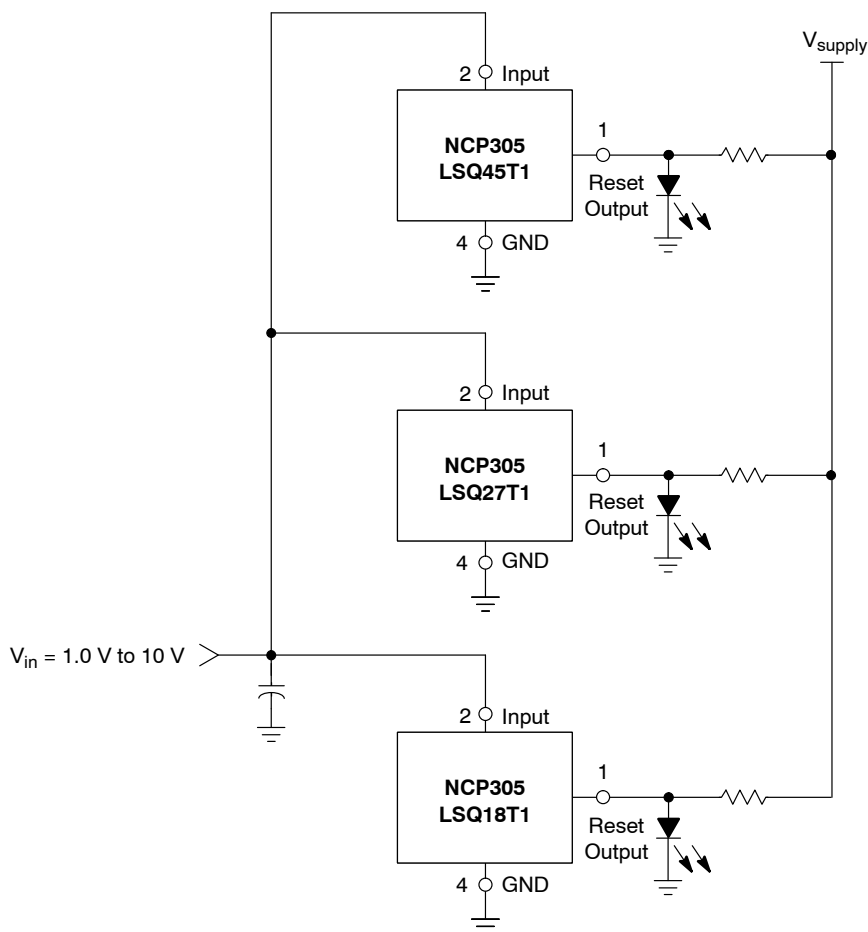 V_supply
2 Input
NCP305
LSQ45T1
1
Reset
Output
4 GND
2 Input
NCP305
LSQ27T1
1
Reset
Output
4 GND
V_in = 1.0 V to 10 V
2 Input
NCP305
LSQ18T1
1
Reset
Output
4 GND